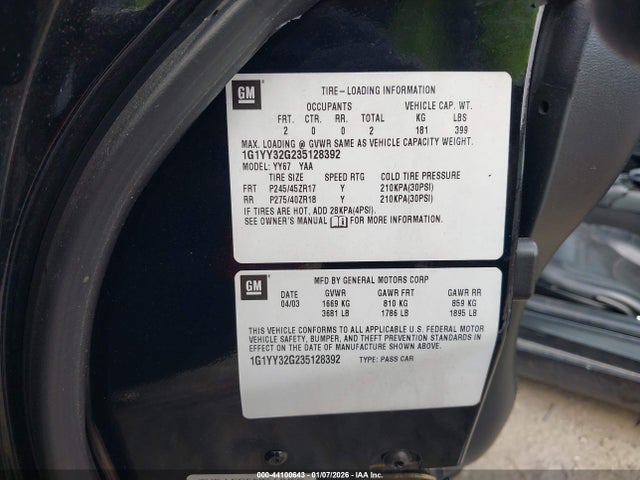 GM
TIRE-LOADING INFORMATION
OCCUPANTS VEHICLE CAP. WT.
FRT. CTR. RR. TOTAL KG LBS
2 0 0 2 181 399
MAX. LOADING @ GVWR SAME AS VEHICLE CAPACITY WEIGHT.
1G1YY32G235128392
MODEL: YY67 YAA
TIRE SIZE SPEED RTG COLD TIRE PRESSURE
FRT P245/45ZR17 Y 210KPA(30PSI)
RR P275/40ZR18 Y 210KPA(30PSI)
IF TIRES ARE HOT, ADD 28KPA(4PSI).
SEE OWNER'S MANUAL FOR MORE INFORMATION.
GM
MFD BY GENERAL MOTORS CORP
DATE GVWR GAWR FRT GAWR RR
04/03 1669 KG 810 KG 859 KG
3681 LB 1786 LB 1895 LB
THIS VEHICLE CONFORMS TO ALL APPLICABLE U.S. FEDERAL MOTOR
VEHICLE SAFETY, BUMPER, AND THEFT PREVENTION STANDARDS IN
EFFECT ON THE DATE OF MANUFACTURE SHOWN ABOVE.
1G1YY32G235128392 TYPE: PASS CAR
000-44100643 - 01/07/2026 - IAA Inc.